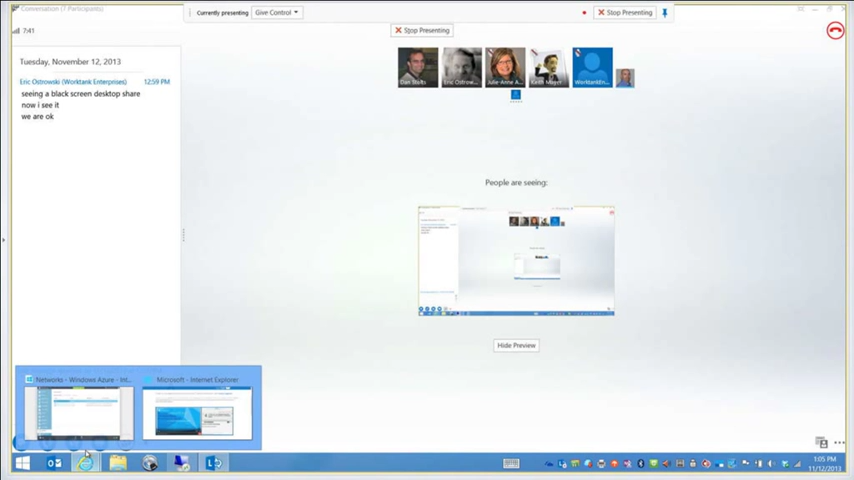 Conversation (7 Participants)
Currently presenting
Give Control
Stop Presenting
7:41
Stop Presenting
Tuesday, November 12, 2013
Eric Ostrowski (Worktank Enterprises)
12:59 PM
seeing a black screen desktop share
now i see it
we are ok
Dan Stolts
Eric Ostrow...
Julie-Anne A...
Keith Mayer
WorktankEn...
People are seeing:
Hide Preview
Networks - Windows Azure - Int...
Microsoft - Internet Explorer
1:05 PM
11/12/2013